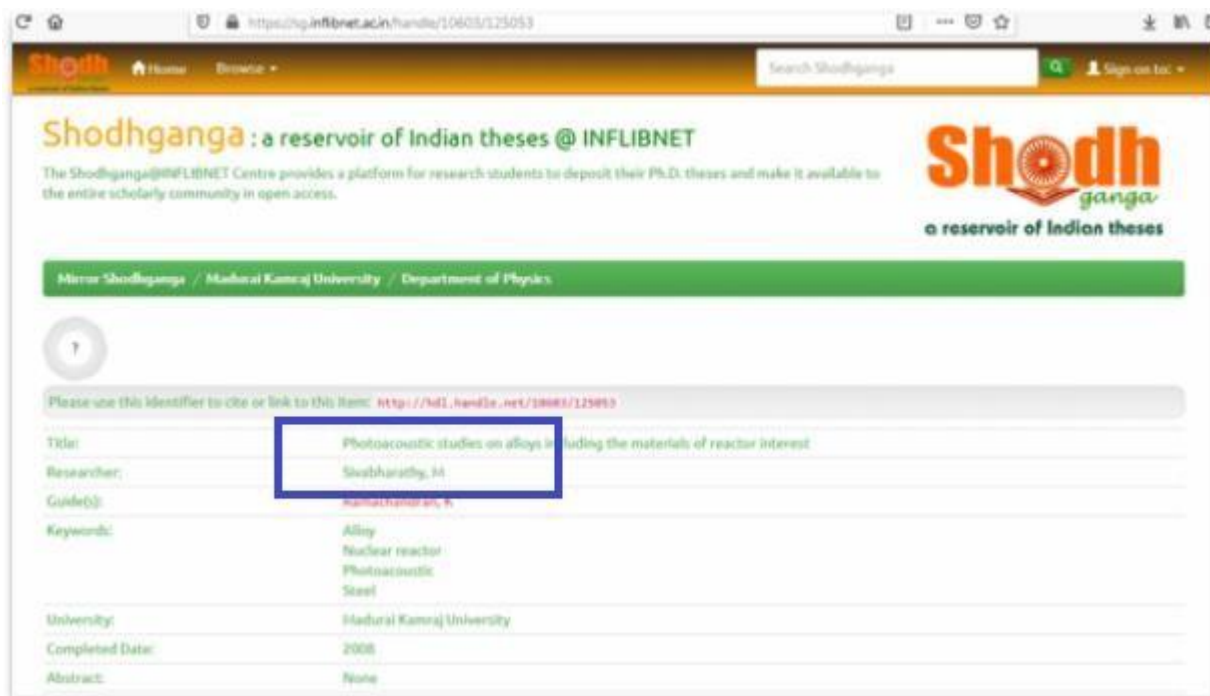 https://sg.inflibnet.ac.in/handle/10603/125053
Shodh Home Browse Search Shodhganga Sign on to:
Shodhganga : a reservoir of Indian theses @ INFLIBNET
The Shodhganga@INFLIBNET Centre provides a platform for research students to deposit their Ph.D. theses and make it available to
the entire scholarly community in open access.
Shodh
ganga
a reservoir of Indian theses
Mirror Shodhganga / Madurai Kamraj University / Department of Physics
?
Please use this identifier to cite or link to this item: http://hdl.handle.net/10603/125053
Title: Photoacoustic studies on alloys including the materials of reactor interest
Researcher: Sivabharathy, M
Guide(s): Ramachandran, K
Keywords: Alloy
Nuclear reactor
Photoacoustic
Steel
University: Madurai Kamraj University
Completed Date: 2008
Abstract: None